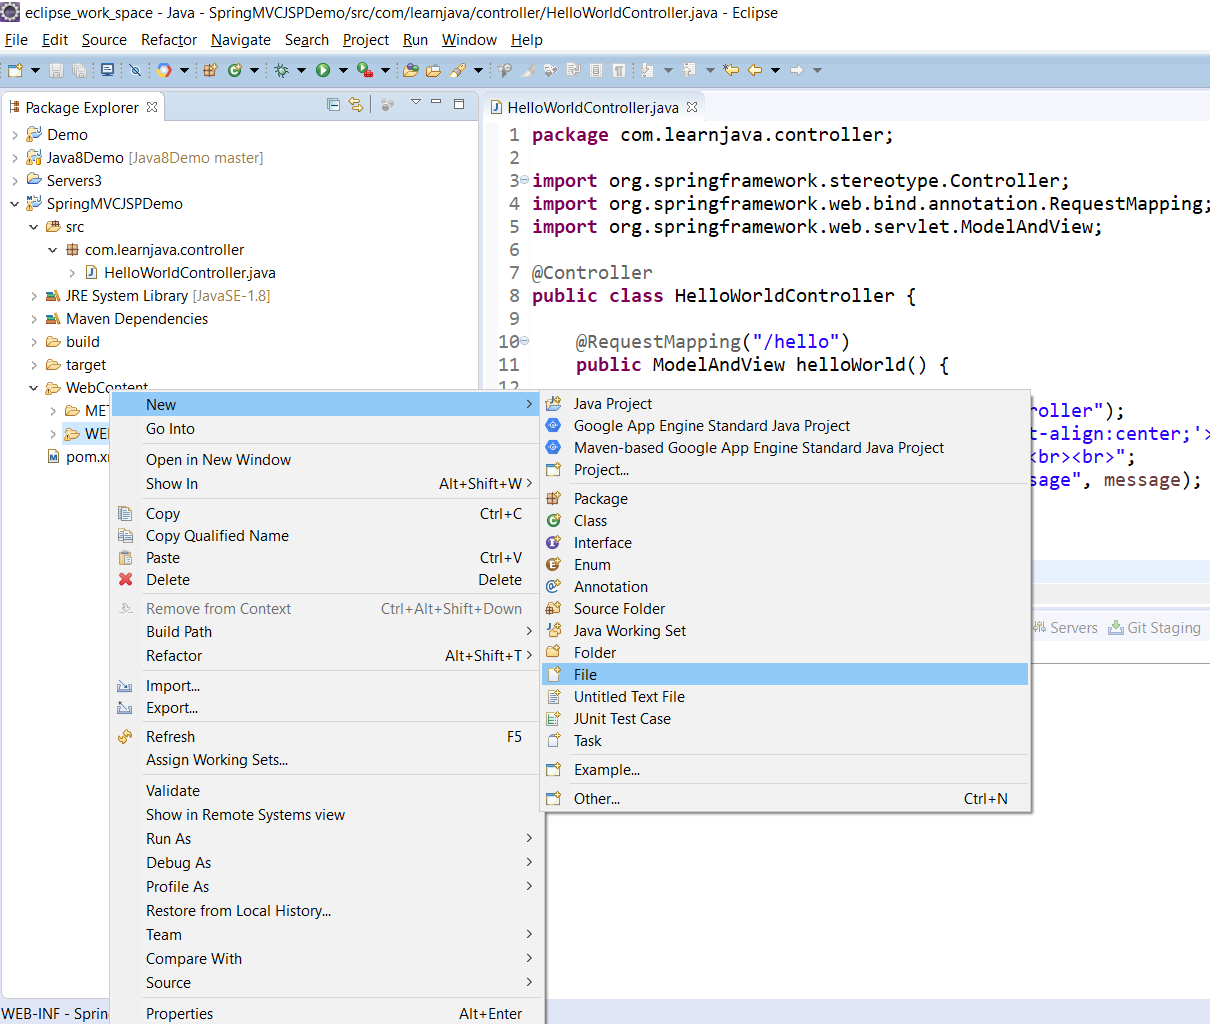 eclipse_work_space - Java - SpringMVCJSPDemo/src/com/learnjava/controller/HelloWorldController.java - Eclipse
File Edit Source Refactor Navigate Search Project Run Window Help
Package Explorer
Demo
Java8Demo [Java8Demo master]
Servers3
SpringMVCJSPDemo
src
com.learnjava.controller
HelloWorldController.java
JRE System Library [JavaSE-1.8]
Maven Dependencies
build
target
WebContent
pom.x
HelloWorldController.java
1 package com.learnjava.controller;
2
3 import org.springframework.stereotype.Controller;
4 import org.springframework.web.bind.annotation.RequestMapping;
5 import org.springframework.web.servlet.ModelAndView;
6
7 @Controller
8 public class HelloWorldController {
9
10 @RequestMapping("/hello")
11 public ModelAndView helloWorld() {
12
roller");
t-align:center;'>
<br><br>";
sage", message);
Servers Git Staging
New
Go Into
Open in New Window
Show In Alt+Shift+W
Copy Ctrl+C
Copy Qualified Name
Paste Ctrl+V
Delete Delete
Remove from Context Ctrl+Alt+Shift+Down
Build Path
Refactor Alt+Shift+T
Import...
Export...
Refresh F5
Assign Working Sets...
Validate
Show in Remote Systems view
Run As
Debug As
Profile As
Restore from Local History...
Team
Compare With
Source
Properties Alt+Enter
Java Project
Google App Engine Standard Java Project
Maven-based Google App Engine Standard Java Project
Project...
Package
Class
Interface
Enum
Annotation
Source Folder
Java Working Set
Folder
File
Untitled Text File
JUnit Test Case
Task
Example...
Other... Ctrl+N
WEB-INF - Sprin